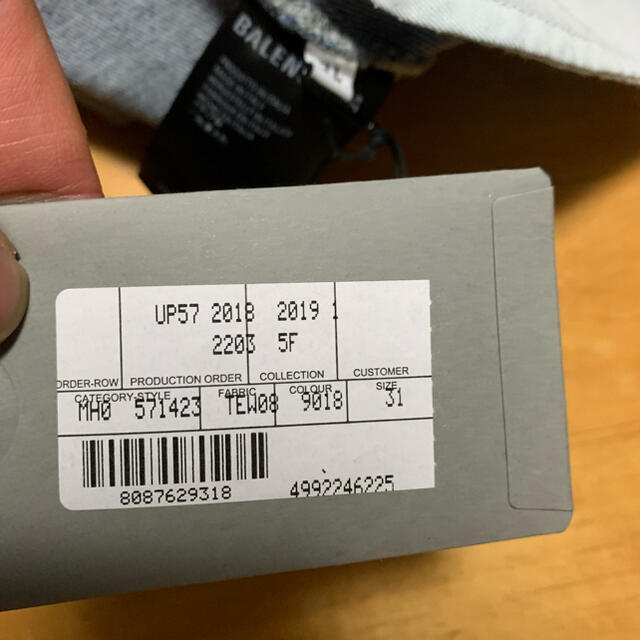 BALEN
UP57 2018 2019 1
2203 5F
ORDER-ROW PRODUCTION ORDER COLLECTION CUSTOMER
CATEGORY-STYLE FABRIC COLOUR SIZE
MH0 571423 TEW08 9018 31
8087629318 4992246225